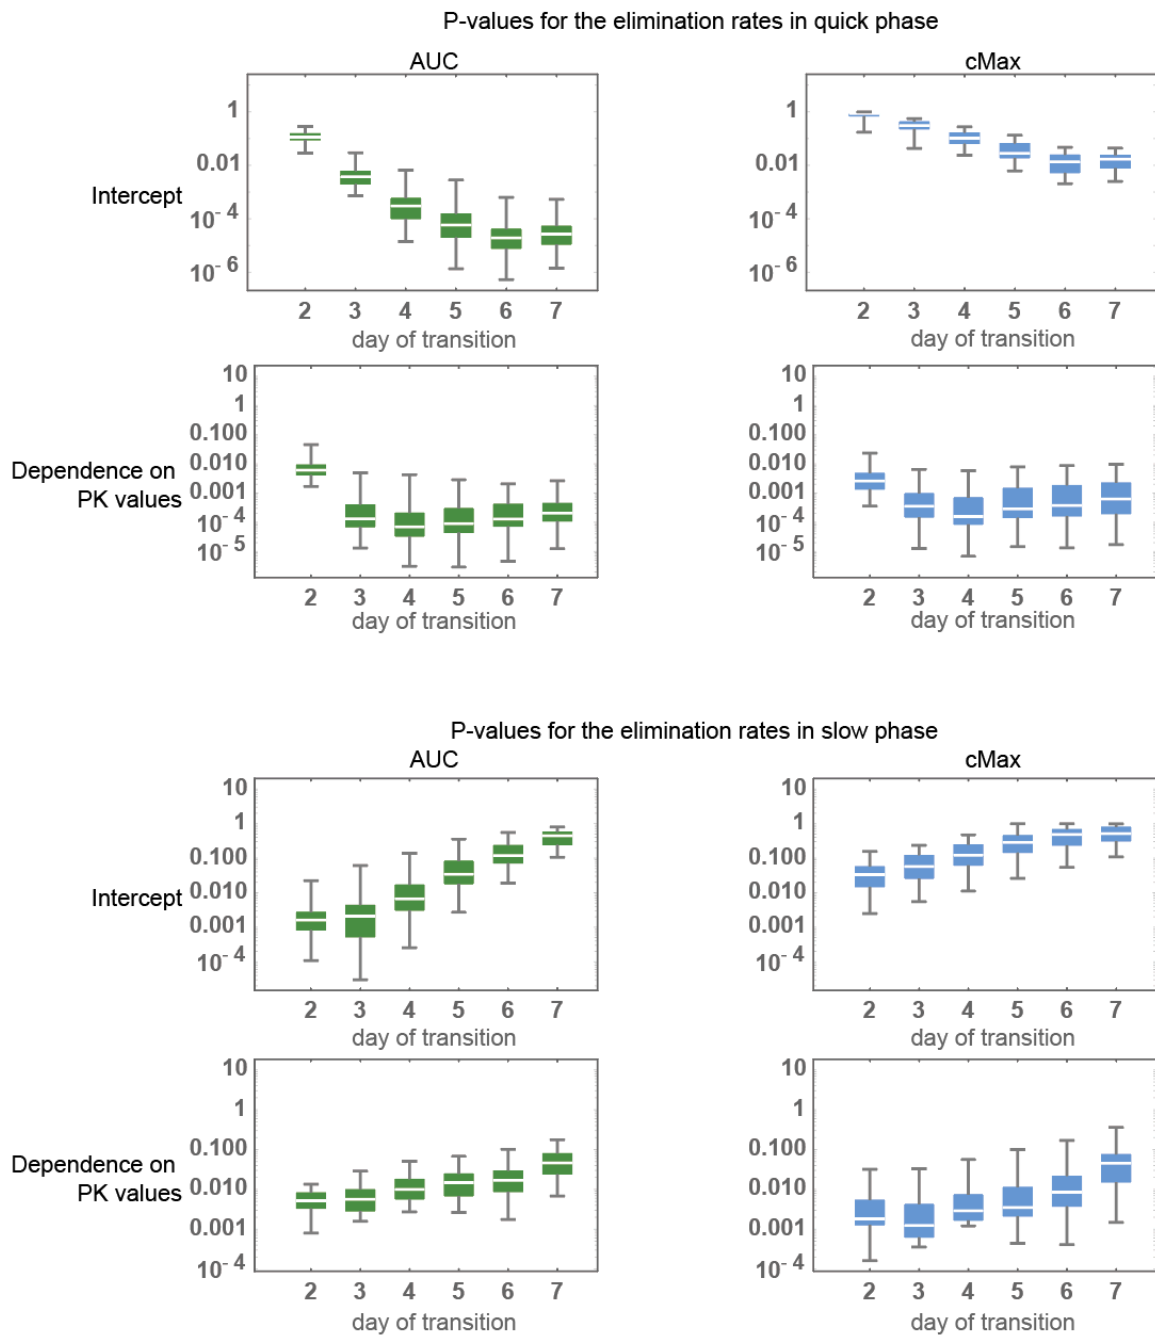 P-values for the elimination rates in quick phase
AUC
cMax
Intercept
1
0.01
10^-4
10^-6
2 3 4 5 6 7
day of transition
1
0.01
10^-4
10^-6
2 3 4 5 6 7
day of transition
Dependence on
PK values
10
1
0.100
0.010
0.001
10^-4
10^-5
2 3 4 5 6 7
day of transition
10
1
0.100
0.010
0.001
10^-4
10^-5
2 3 4 5 6 7
day of transition
P-values for the elimination rates in slow phase
AUC
cMax
Intercept
10
1
0.100
0.010
0.001
10^-4
2 3 4 5 6 7
day of transition
10
1
0.100
0.010
0.001
10^-4
2 3 4 5 6 7
day of transition
Dependence on
PK values
10
1
0.100
0.010
0.001
10^-4
2 3 4 5 6 7
day of transition
10
1
0.100
0.010
0.001
10^-4
2 3 4 5 6 7
day of transition